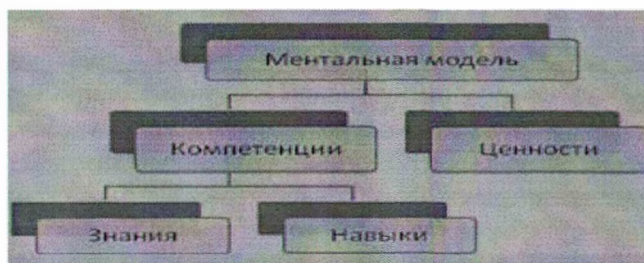 Ментальная модель
Компетенции
Ценности
Знания
Навыки